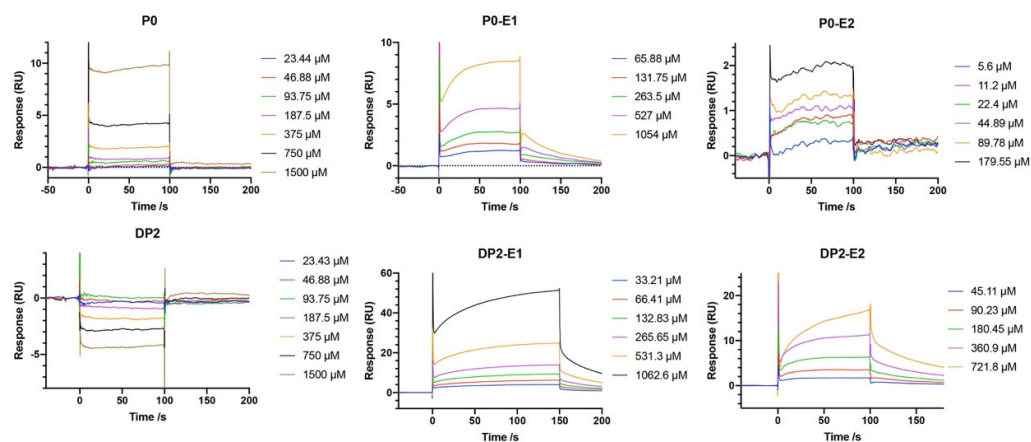 P0
Response (RU)
10
5
0
-50
0
50
100
150
200
Time /s
23.44 µM
46.88 µM
93.75 µM
187.5 µM
375 µM
750 µM
1500 µM
P0-E1
Response (RU)
15
10
5
0
-50
0
50
100
150
200
Time /s
65.88 µM
131.75 µM
263.5 µM
527 µM
1054 µM
P0-E2
Response (RU)
2
1
0
-50
0
50
100
150
200
Time /s
5.6 µM
11.2 µM
22.4 µM
44.89 µM
89.78 µM
179.55 µM
DP2
Response (RU)
0
-5
0
50
100
150
200
Time /s
23.43 µM
46.88 µM
93.75 µM
187.5 µM
375 µM
750 µM
1500 µM
DP2-E1
Response (RU)
60
40
20
0
0
50
100
150
200
Time /s
33.21 µM
66.41 µM
132.83 µM
265.65 µM
531.3 µM
1062.6 µM
DP2-E2
Response (RU)
20
10
0
0
50
100
150
Time /s
45.11 µM
90.23 µM
180.45 µM
360.9 µM
721.8 µM